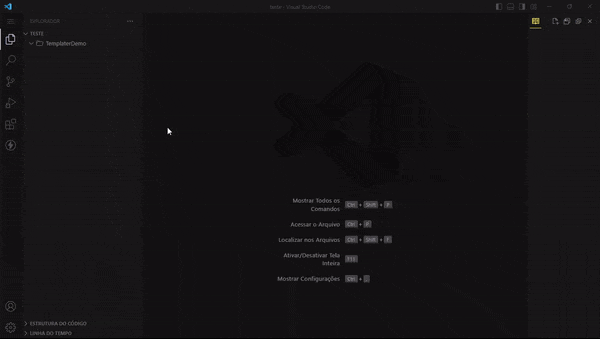 teste - Visual Studio Code
EXPLORADOR
TESTE
TemplaterDemo
Mostrar Todos os
Comandos
Ctrl + Shift + P
Acessar o Arquivo
Ctrl + P
Localizar nos Arquivos
Ctrl + Shift + F
Ativar/Desativar Tela
Inteira
F11
Mostrar Configurações
Ctrl + ,
ESTRUTURA DO CÓDIGO
LINHA DO TEMPO